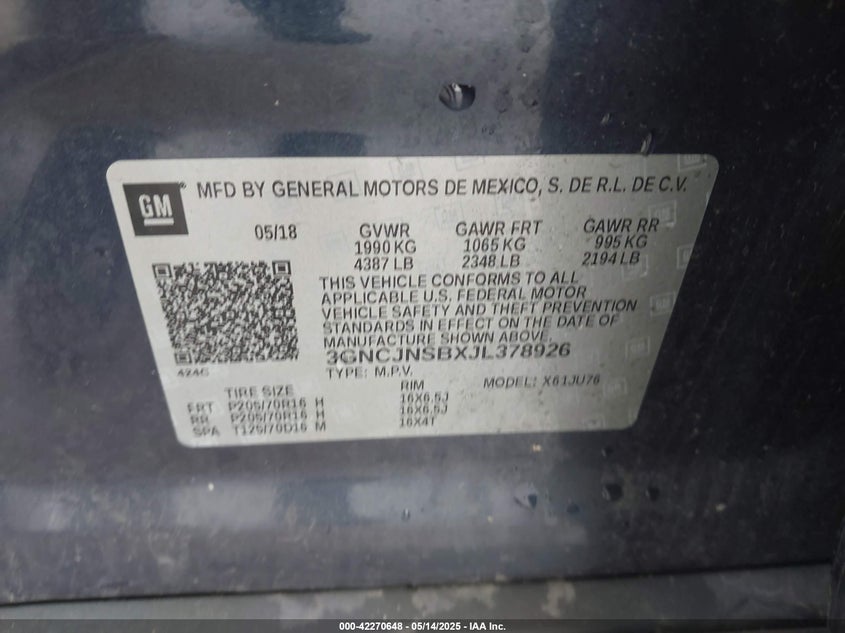 GM
MFD BY GENERAL MOTORS DE MEXICO, S. DE R.L. DE C.V.
05/18 GVWR GAWR FRT GAWR RR
1990 KG 1065 KG 995 KG
4387 LB 2348 LB 2194 LB
THIS VEHICLE CONFORMS TO ALL
APPLICABLE U.S. FEDERAL MOTOR
VEHICLE SAFETY AND THEFT PREVENTION
STANDARDS IN EFFECT ON THE DATE OF
MANUFACTURE SHOWN ABOVE.
3GNCJNSBXJL378926
424G
TYPE: M.P.V. MODEL: X61JU76
TIRE SIZE RIM
FRT P205/70R16 H 16X6.5J
RR P205/70R16 H 16X6.5J
SPA T125/70D16 M 16X4T
000-42270648 - 05/14/2025 - IAA Inc.